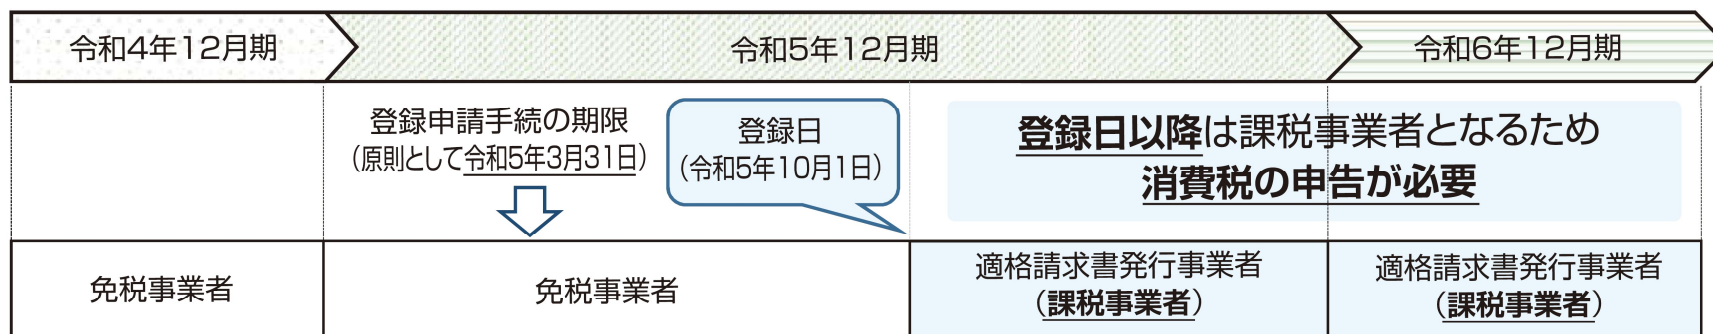 令和4年12月期
令和5年12月期
令和6年12月期
登録申請手続の期限
（原則として令和5年3月31日）
登録日
（令和5年10月1日）
登録日以降は課税事業者となるため
消費税の申告が必要
免税事業者
免税事業者
適格請求書発行事業者
（課税事業者）
適格請求書発行事業者
（課税事業者）